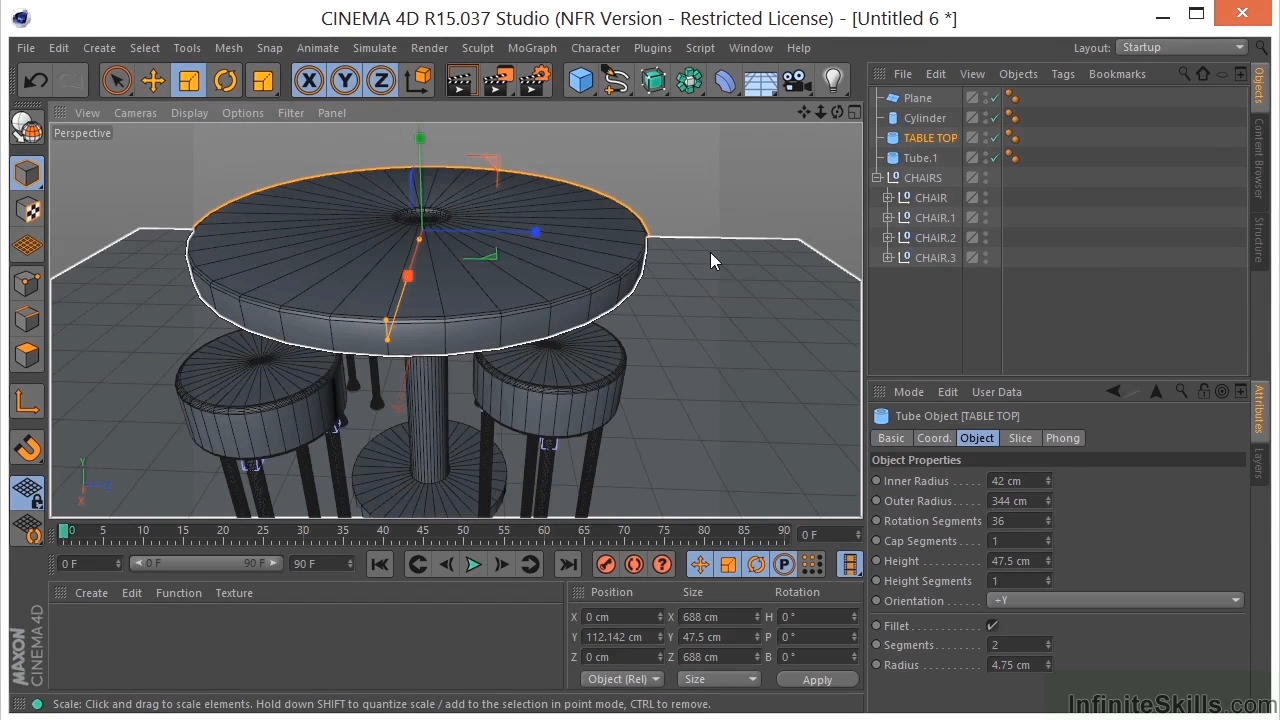 CINEMA 4D R15.037 Studio (NFR Version - Restricted License) - [Untitled 6 *]
File Edit Create Select Tools Mesh Snap Animate Simulate Render Sculpt MoGraph Character Plugins Script Window Help
Layout: Startup
X Y Z
File Edit View Objects Tags Bookmarks
Plane
Cylinder
TABLE TOP
Tube.1
CHAIRS
CHAIR
CHAIR.1
CHAIR.2
CHAIR.3
Objects
Content Browser
Structure
View Cameras Display Options Filter Panel
Perspective
Y
X
Z
Mode Edit User Data
Tube Object [TABLE TOP]
Basic Coord. Object Slice Phong
Object Properties
Inner Radius . . . . . 42 cm
Outer Radius . . . . . 344 cm
Rotation Segments 36
Cap Segments . . . . 1
Height . . . . . . . . . . 47.5 cm
Height Segments 1
Orientation . . . . . . . +Y
Fillet . . . . . . . . . . .
Segments. . . . . . . . 2
Radius . . . . . . . . . . 4.75 cm
Attributes
Layers
0 5 10 15 20 25 30 35 40 45 50 55 60 65 70 75 80 85 90
0 F
0 F 0 F 90 F 90 F
P
Create Edit Function Texture
Position Size Rotation
X 0 cm X 688 cm H 0 °
Y 112.142 cm Y 47.5 cm P 0 °
Z 0 cm Z 688 cm B 0 °
Object (Rel) Size Apply
MAXON
CINEMA 4D
Scale: Click and drag to scale elements. Hold down SHIFT to quantize scale / add to the selection in point mode, CTRL to remove.
InfiniteSkills.com